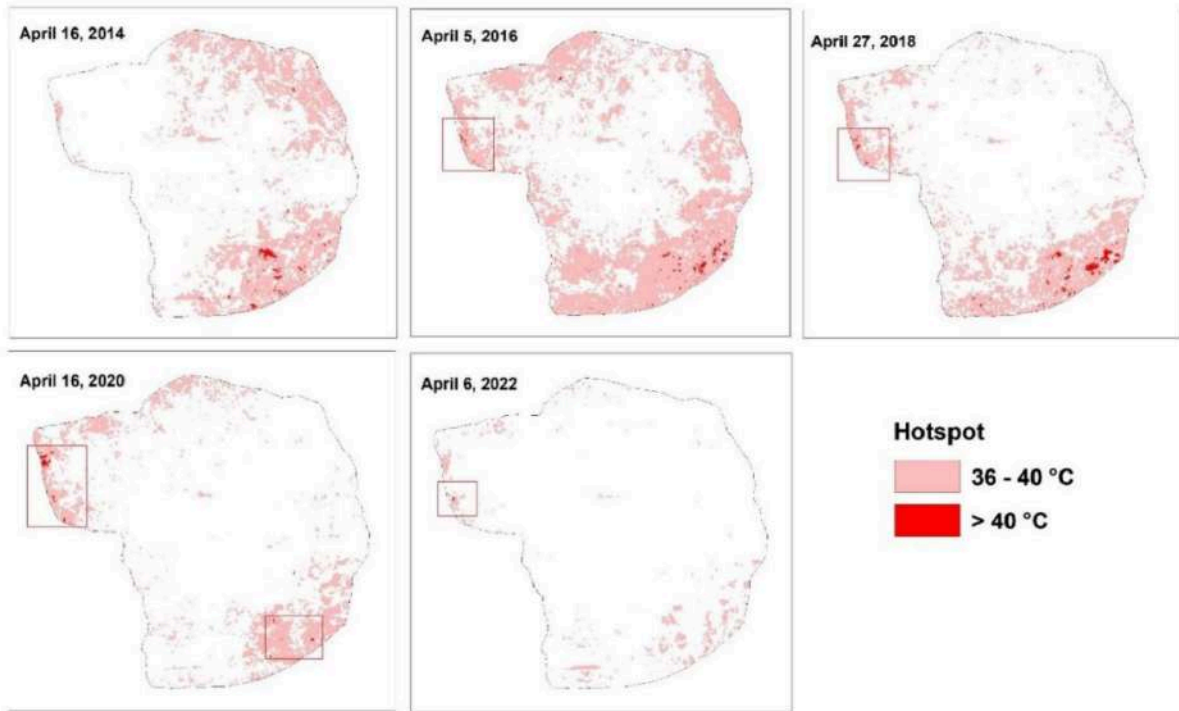 April 16, 2014
April 5, 2016
April 27, 2018
April 16, 2020
April 6, 2022
Hotspot
36 - 40 °C
> 40 °C